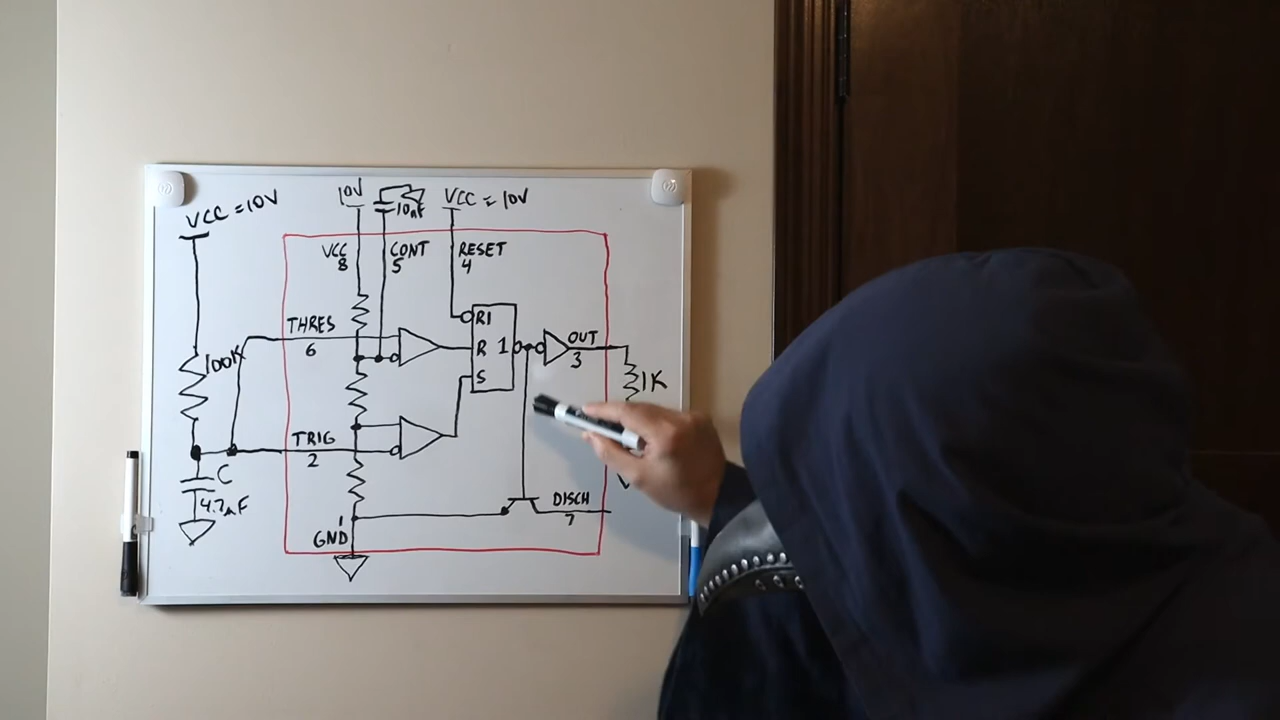 VCC = 10V
10V
10nF
VCC = 10V
VCC
8
CONT
5
RESET
4
THRES
6
R1
R 1
S
OUT
3
100K
1K
TRIG
2
C
4.7uF
DISCH
7
1
GND